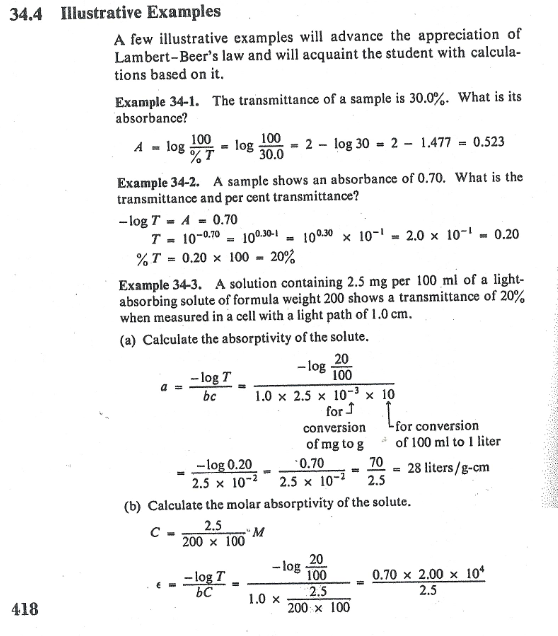 34.4 Illustrative Examples
A few illustrative examples will advance the appreciation of
Lambert–Beer's law and will acquaint the student with calcula-
tions based on it.
Example 34-1. The transmittance of a sample is 30.0%. What is its
absorbance?
A = log 100/% T = log 100/30.0 = 2 − log 30 = 2 − 1.477 = 0.523
Example 34-2. A sample shows an absorbance of 0.70. What is the
transmittance and per cent transmittance?
−log T = A = 0.70
T = 10^−0.70 = 10^0.30-1 = 10^0.30 × 10^−1 = 2.0 × 10^−1 = 0.20
% T = 0.20 × 100 = 20%
Example 34-3. A solution containing 2.5 mg per 100 ml of a light-
absorbing solute of formula weight 200 shows a transmittance of 20%
when measured in a cell with a light path of 1.0 cm.
(a) Calculate the absorptivity of the solute.
a = −log T/bc = −log 20/100 / 1.0 × 2.5 × 10^−3 × 10
for
conversion
of mg to g
for conversion
of 100 ml to 1 liter
= −log 0.20/2.5 × 10^−2 = 0.70/2.5 × 10^−2 = 70/2.5 = 28 liters/g-cm
(b) Calculate the molar absorptivity of the solute.
C = 2.5/200 × 100 M
ϵ = −log T/bC = −log 20/100 / 1.0 × 2.5/200 × 100 = 0.70 × 2.00 × 10^4/2.5
418